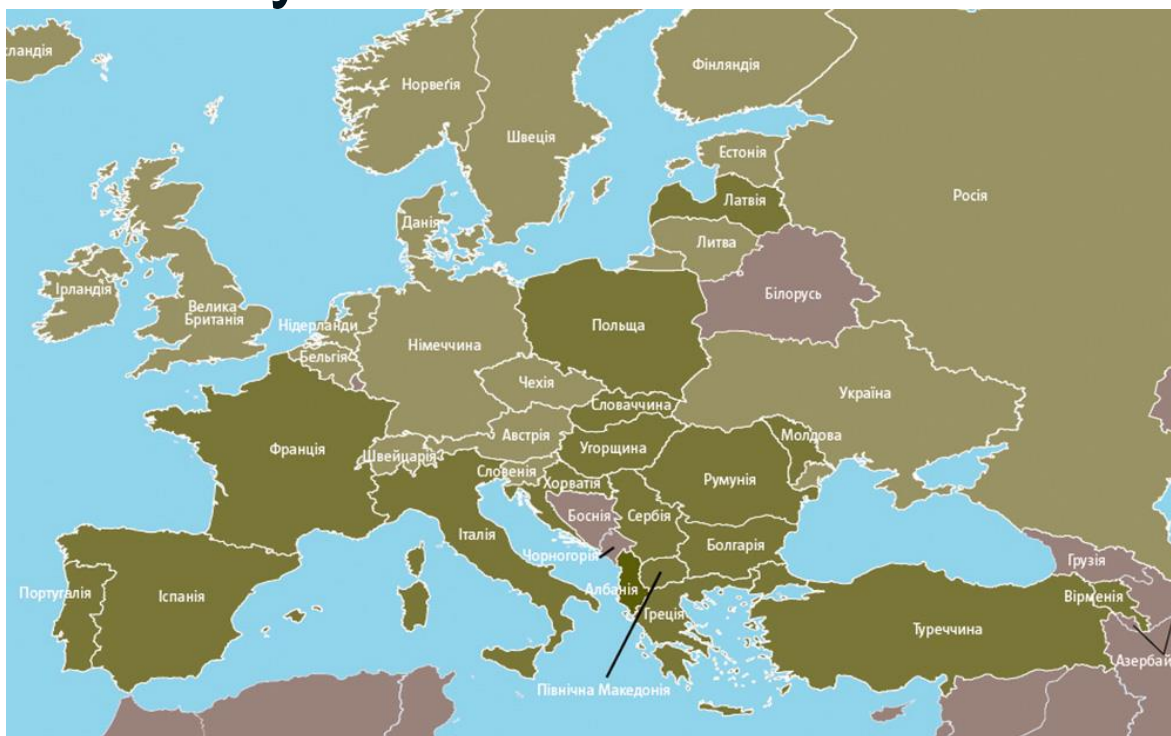 сландія
Норвегія
Фінляндія
Швеція
Естонія
Росія
Латвія
Данія
Литва
Ірландія
Велика
Британія
Білорусь
Нідерланди
Польща
Німеччина
Бельгія
Чехія
Україна
Словаччина
Австрія
Молдова
Франція
Угорщина
Швейцарія
Словенія
Румунія
Хорватія
Боснія
Сербія
Італія
Болгарія
Чорногорія
Грузія
Албанія
Португалія
Іспанія
Вірменія
Греція
Туреччина
Азербай
Північна Македонія